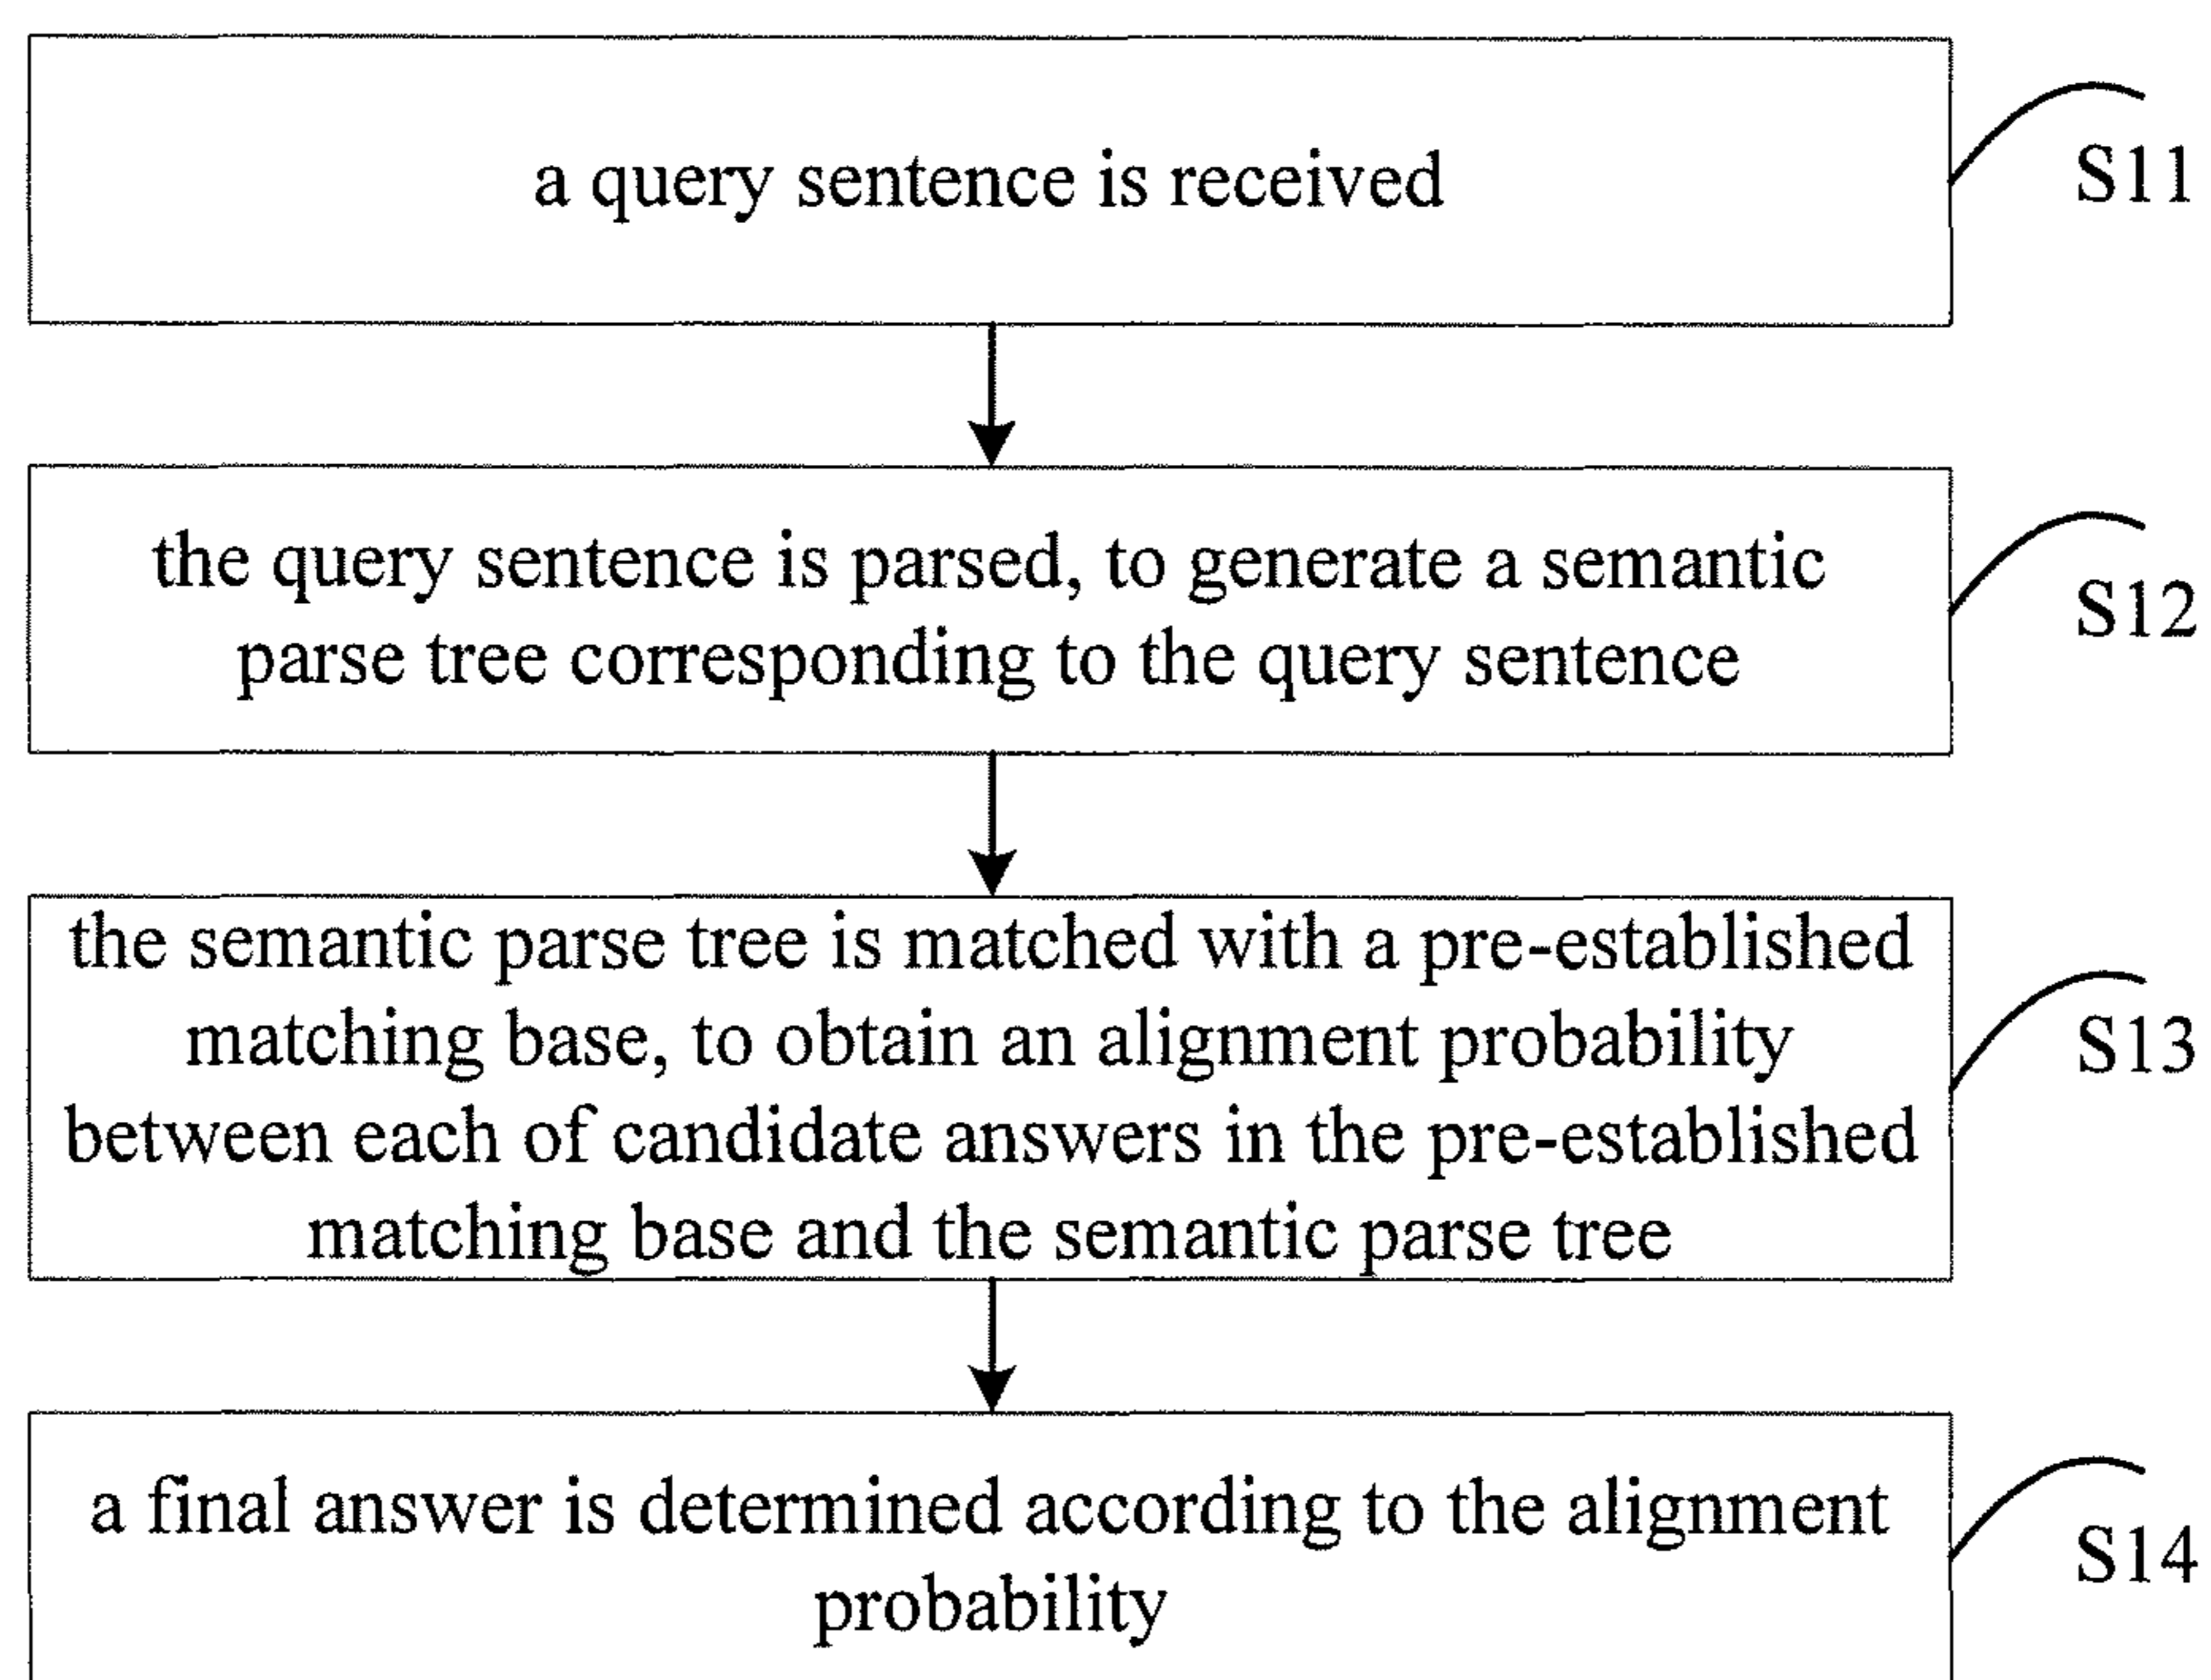 a query sentence is received
S11
the query sentence is parsed, to generate a semantic
parse tree corresponding to the query sentence
S12
the semantic parse tree is matched with a pre-established
matching base, to obtain an alignment probability
between each of candidate answers in the pre-established
matching base and the semantic parse tree
S13
a final answer is determined according to the alignment
probability
S14